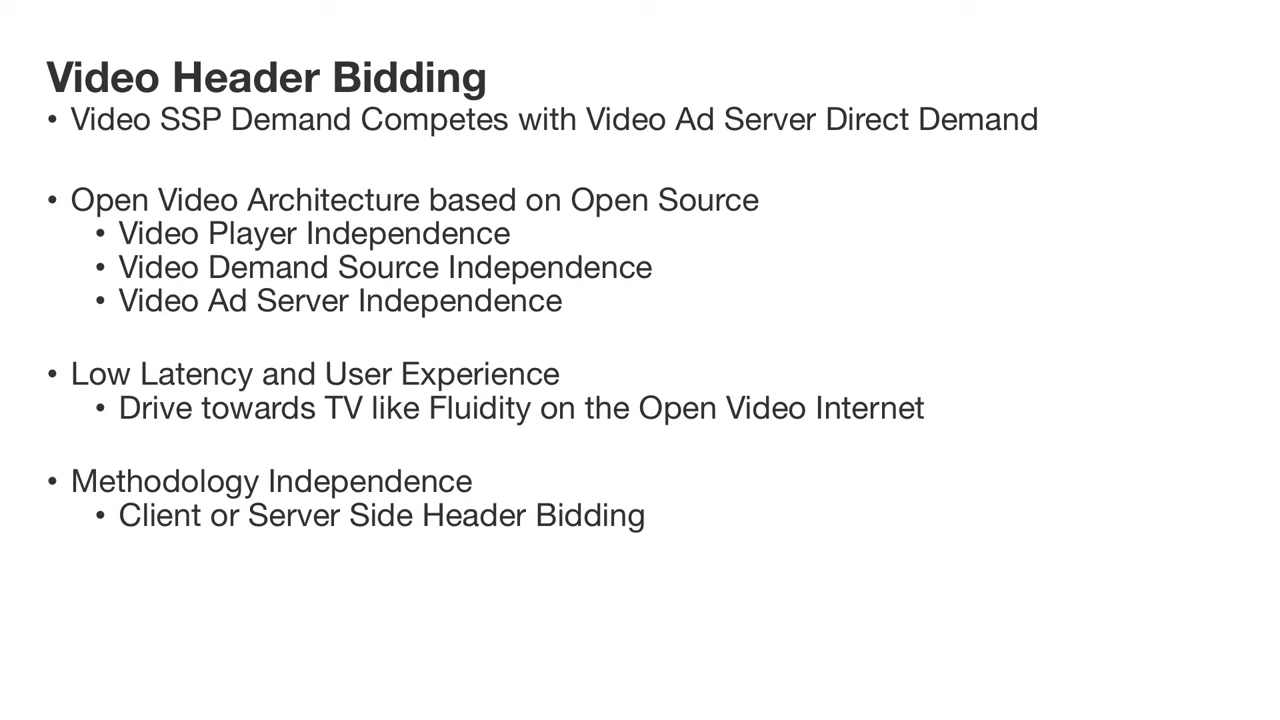 Video Header Bidding
• Video SSP Demand Competes with Video Ad Server Direct Demand
• Open Video Architecture based on Open Source
• Video Player Independence
• Video Demand Source Independence
• Video Ad Server Independence
• Low Latency and User Experience
• Drive towards TV like Fluidity on the Open Video Internet
• Methodology Independence
• Client or Server Side Header Bidding